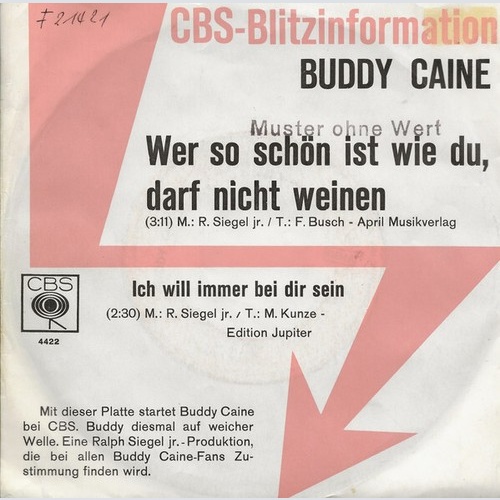 F21421
CBS-Blitzinformation
BUDDY CAINE
Muster ohne Wert
Wer so schön ist wie du,
darf nicht weinen
(3:11) M.: R. Siegel jr. / T.: F. Busch - April Musikverlag
Ich will immer bei dir sein
(2:30) M.: R. Siegel jr. / T.: M. Kunze -
Edition Jupiter
CBS
4422
Mit dieser Platte startet Buddy Caine
bei CBS. Buddy diesmal auf weicher
Welle. Eine Ralph Siegel jr.-Produktion,
die bei allen Buddy Caine-Fans Zu-
stimmung finden wird.